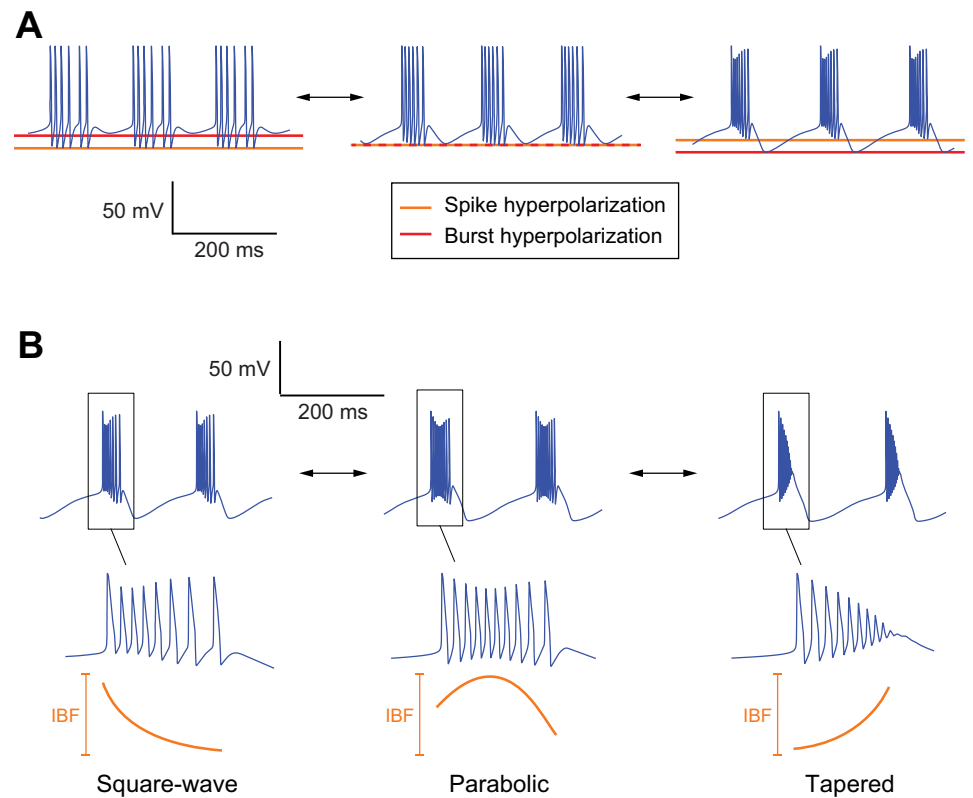 A
50 mV
200 ms
Spike hyperpolarization
Burst hyperpolarization
B
50 mV
200 ms
IBF
IBF
IBF
Square-wave
Parabolic
Tapered